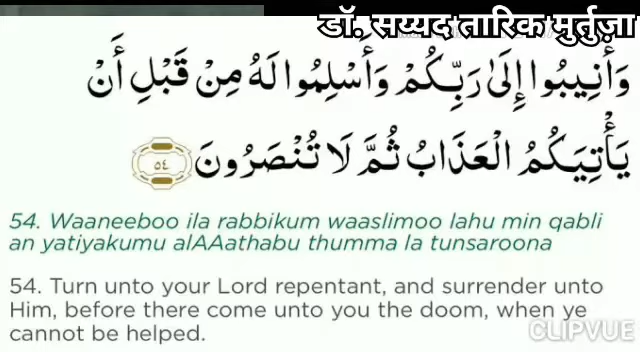 डॉ. सय्यद तारिक मुर्तुज़ा
وَأَنِيبُوا إِلَىٰ رَبِّكُمْ وَأَسْلِمُوا لَهُ مِنْ قَبْلِ أَنْ
يَأْتِيَكُمُ الْعَذَابُ ثُمَّ لَا تُنْصَرُونَ ٥٤
54. Waaneeboo ila rabbikum waaslimoo lahu min qabli
an yatiyakumu alAAathabu thumma la tunsaroona
54. Turn unto your Lord repentant, and surrender unto
Him, before there come unto you the doom, when ye
cannot be helped.
CLIPVUE